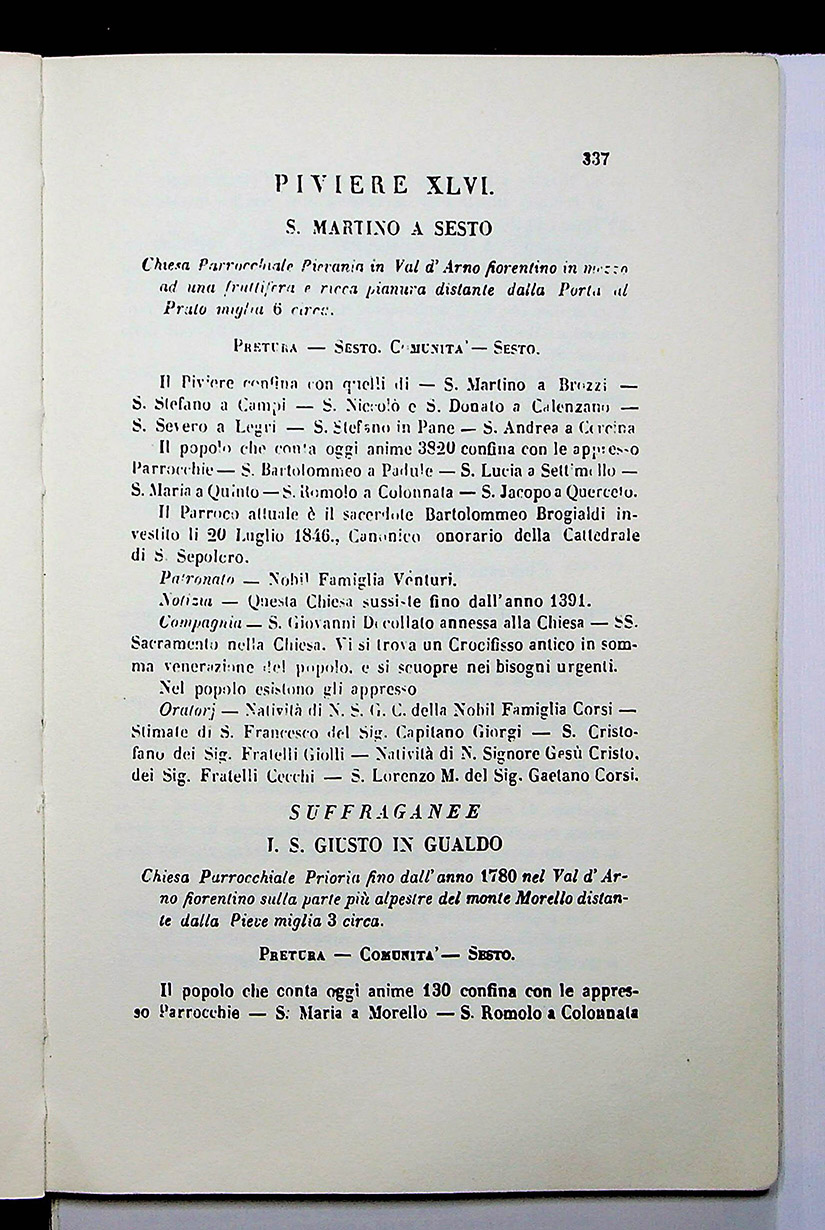 337
PIVIERE XLVI.
S. MARTINO A SESTO
Chiesa Parrocchiale Pievania in Val d' Arno fiorentino in mezzo
ad una fruttifera e ricca pianura distante dalla Porta al
Prato miglia 6 circa.
PRETURA — SESTO. COMUNITA' — SESTO.
Il Piviere confina con quelli di — S. Martino a Brozzi —
S. Stefano a Campi — S. Niccolò e S. Donato a Calenzano —
S. Severo a Legri — S. Stefano in Pane — S. Andrea a Cercina
Il popolo che conta oggi anime 3820 confina con le appresso
Parrocchie — S. Bartolommeo a Padule — S. Lucia a Settimello —
S. Maria a Quinto — S. Romolo a Colonnata — S. Jacopo a Querceto.
Il Parroco attuale è il sacerdote Bartolommeo Brogialdi in-
vestito li 20 Luglio 1846., Canonico onorario della Cattedrale
di S. Sepolcro.
Patronato — Nobil Famiglia Venturi.
Notizia — Questa Chiesa sussiste fino dall'anno 1391.
Compagnia — S. Giovanni Decollato annessa alla Chiesa — SS.
Sacramento nella Chiesa. Vi si trova un Crocifisso antico in som-
ma venerazione del popolo, e si scuopre nei bisogni urgenti.
Nel popolo esistono gli appresso
Oratorj — Natività di N. S. G. C. della Nobil Famiglia Corsi —
Stimate di S. Francesco del Sig. Capitano Giorgi — S. Cristo-
fano dei Sig. Fratelli Giolli — Natività di N. Signore Gesù Cristo,
dei Sig. Fratelli Cecchi — S. Lorenzo M. del Sig. Gaetano Corsi.
SUFFRAGANEE
I. S. GIUSTO IN GUALDO
Chiesa Parrocchiale Prioria fino dall'anno 1780 nel Val d' Ar-
no fiorentino sulla parte più alpestre del monte Morello distan-
te dalla Pieve miglia 3 circa.
PRETURA — COMUNITA' — SESTO.
Il popolo che conta oggi anime 130 confina con le appres-
so Parrocchie — S. Maria a Morello — S. Romolo a Colonnata